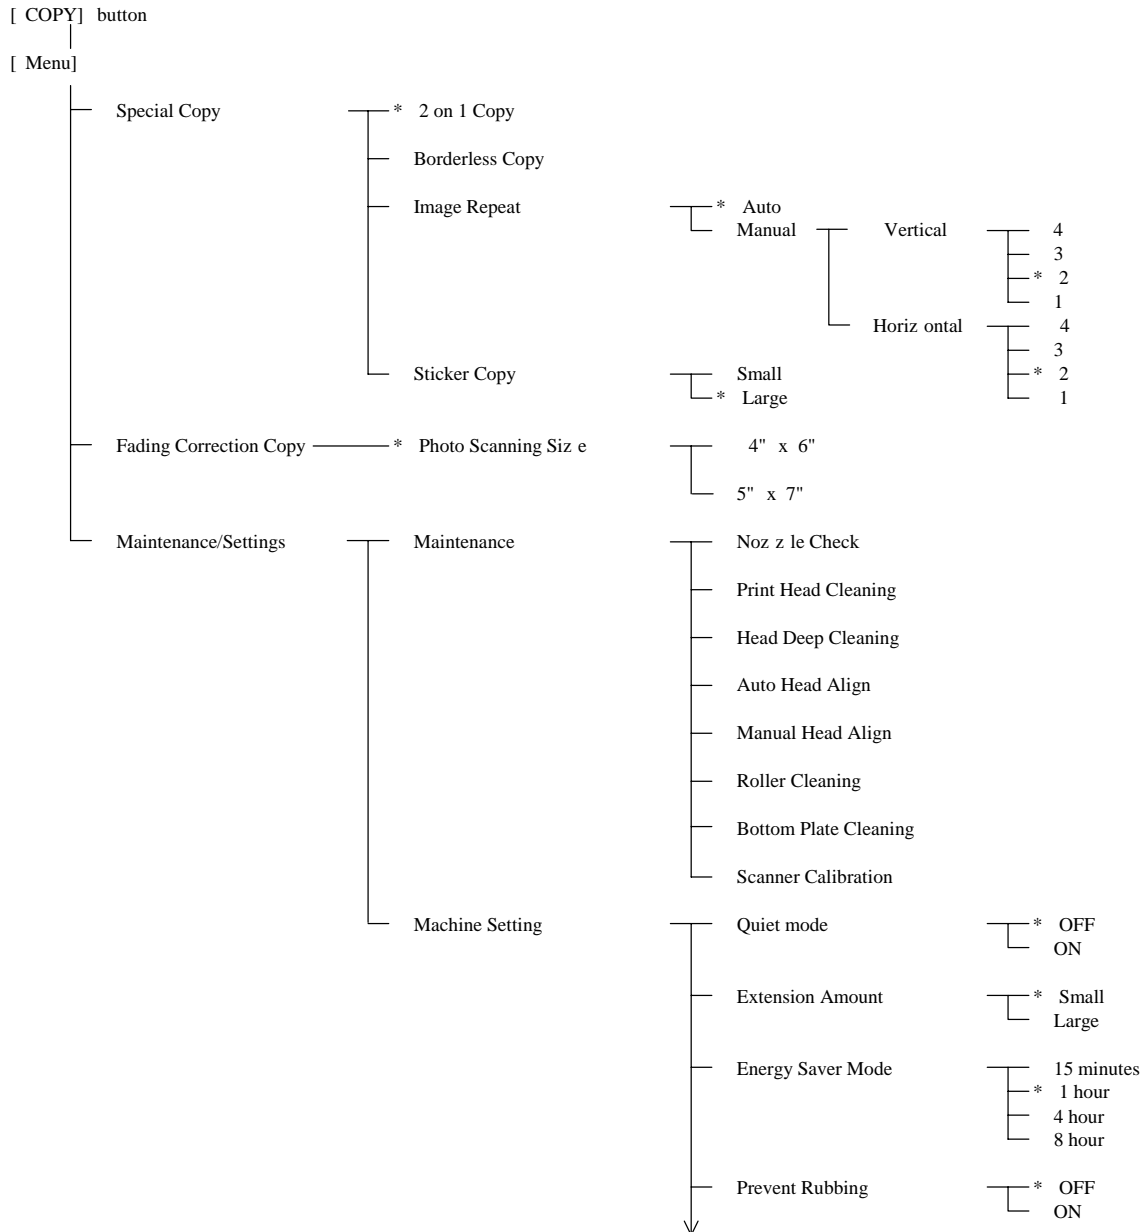 [ COPY] button
[ Menu]
Special Copy * 2 on 1 Copy
Borderless Copy
Image Repeat * Auto
Manual Vertical 4
3
* 2
1
Horiz ontal 4
3
Sticker Copy Small * 2
* Large 1
Fading Correction Copy * Photo Scanning Siz e 4" x 6"
5" x 7"
Maintenance/Settings Maintenance Noz z le Check
Print Head Cleaning
Head Deep Cleaning
Auto Head Align
Manual Head Align
Roller Cleaning
Bottom Plate Cleaning
Scanner Calibration
Machine Setting Quiet mode * OFF
ON
Extension Amount * Small
Large
Energy Saver Mode 15 minutes
* 1 hour
4 hour
8 hour
Prevent Rubbing * OFF
ON